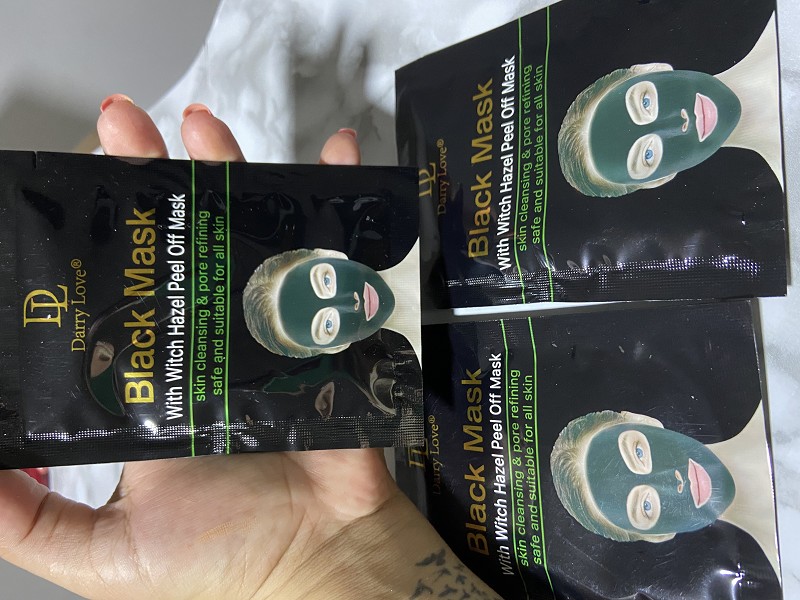 DL
Darry Love®
Black Mask
With Witch Hazel Peel Off Mask
skin cleansing & pore refining
safe and suitable for all skin
DL
Darry Love®
Black Mask
With Witch Hazel Peel Off Mask
skin cleansing & pore refining
safe and suitable for all skin
Darry Love®
Black Mask
With Witch Hazel Peel Off Mask
skin cleansing & pore refining
safe and suitable for all skin